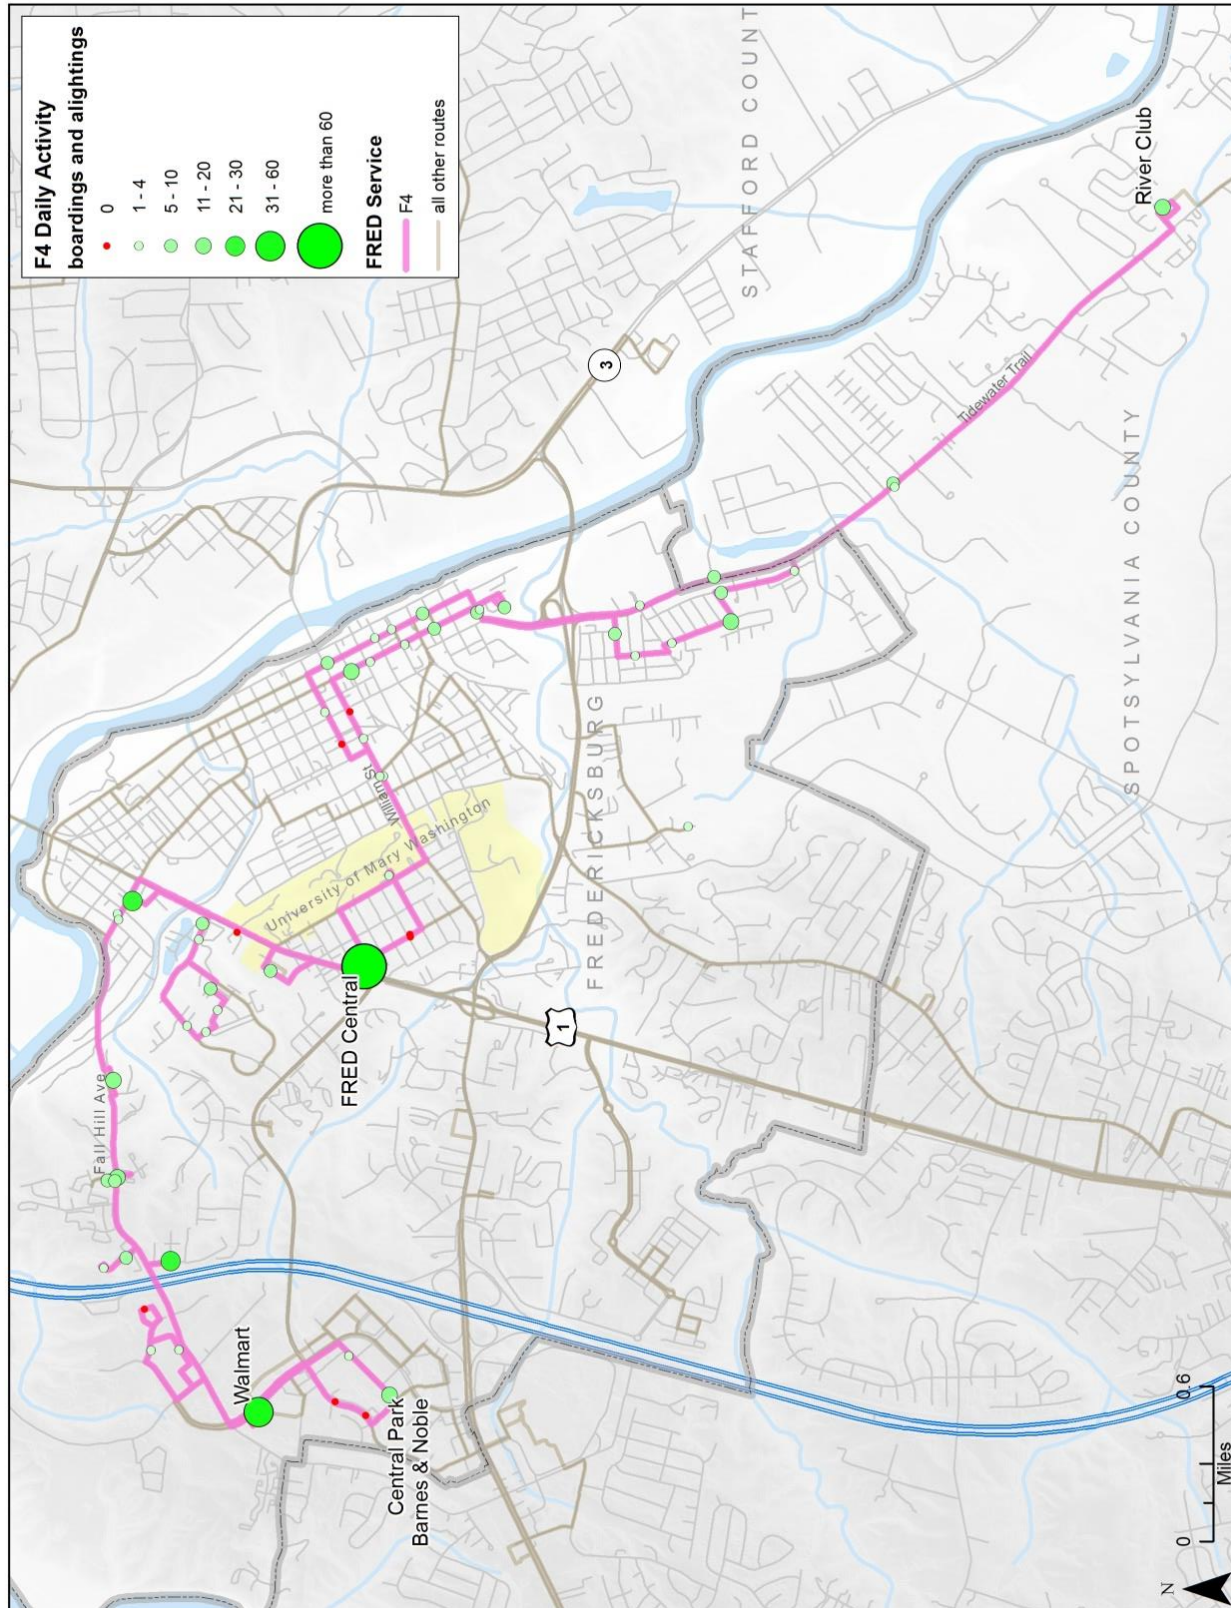 F4 Daily Activity
boardings and alightings
0
1 - 4
5 - 10
11 - 20
21 - 30
31 - 60
more than 60
FRED Service
F4
all other routes
STAFFORD COUNT
River Club
3
Tidewater Trail
SPOTSYLVANIA COUNTY
William St
University of Mary Washington
FREDERICKSBURG
Fall Hill Ave
FRED Central
1
Walmart
Central Park
Barnes & Noble
0 0.6
Miles
N